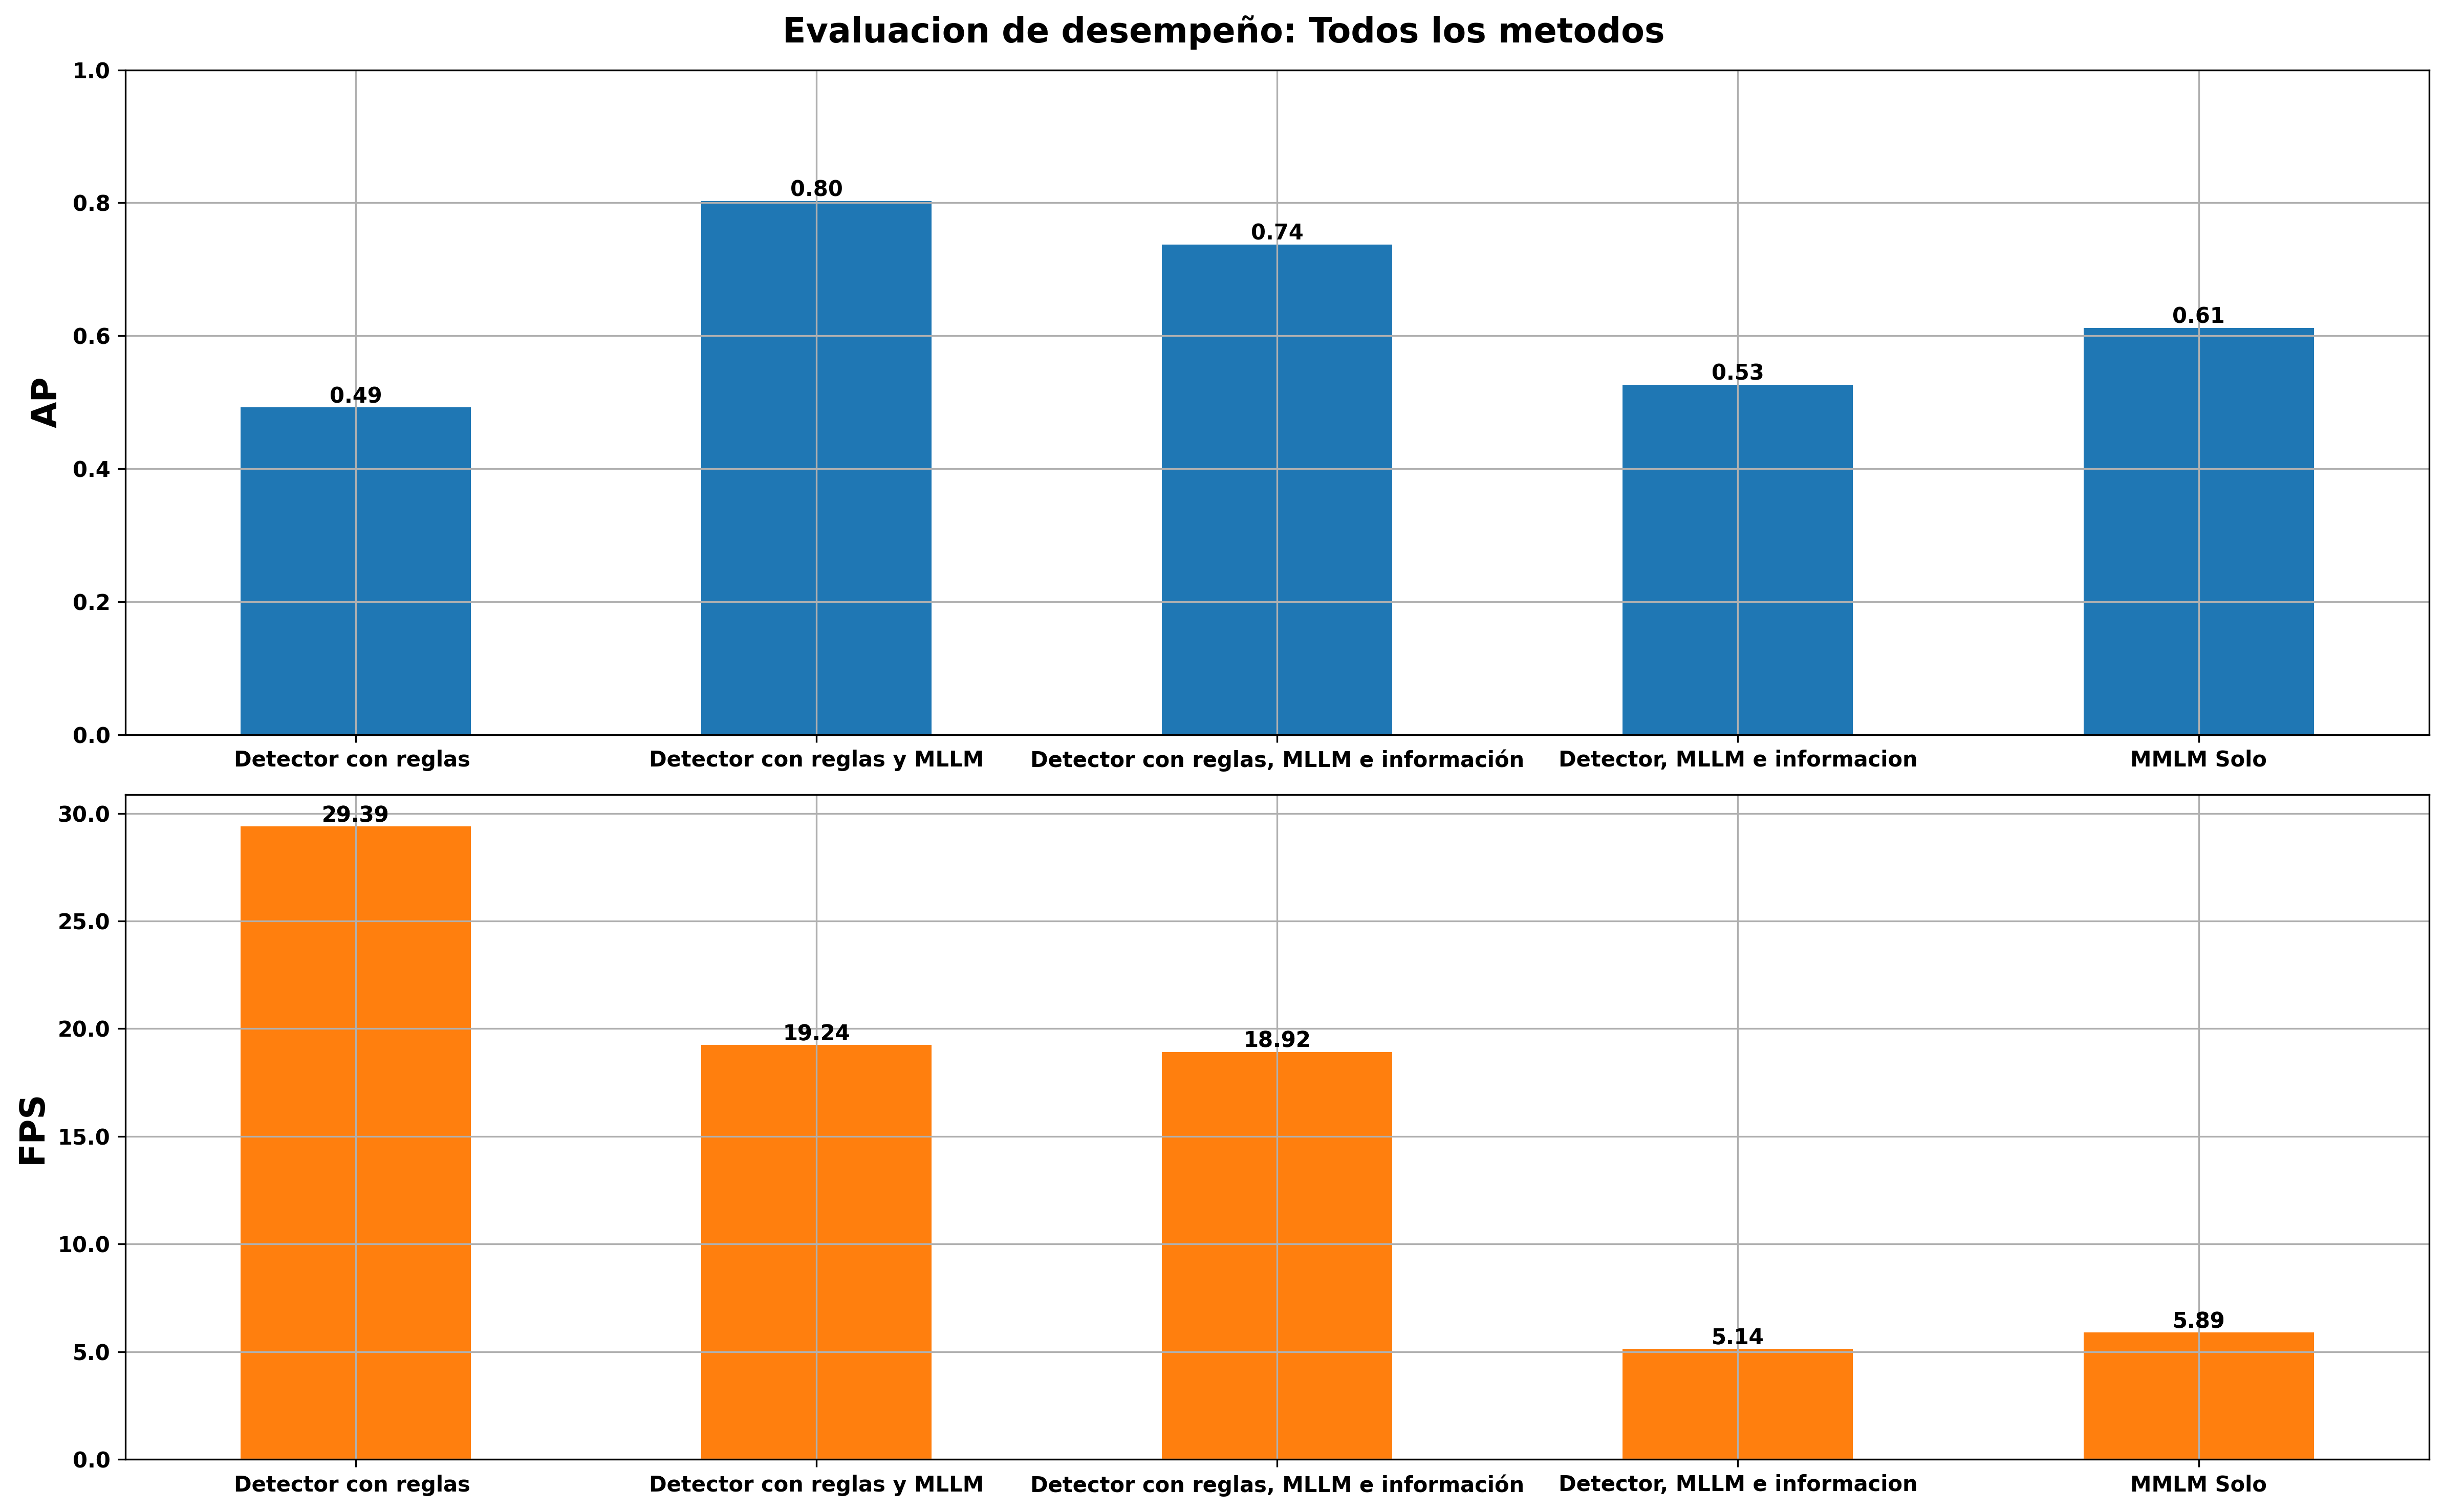 Evaluacion de desempeño: Todos los metodos
AP
1.0
0.8
0.6
0.4
0.2
0.0
0.49
0.80
0.74
0.53
0.61
Detector con reglas
Detector con reglas y MLLM
Detector con reglas, MLLM e información
Detector, MLLM e informacion
MMLM Solo
FPS
30.0
25.0
20.0
15.0
10.0
5.0
0.0
29.39
19.24
18.92
5.14
5.89
Detector con reglas
Detector con reglas y MLLM
Detector con reglas, MLLM e información
Detector, MLLM e informacion
MMLM Solo